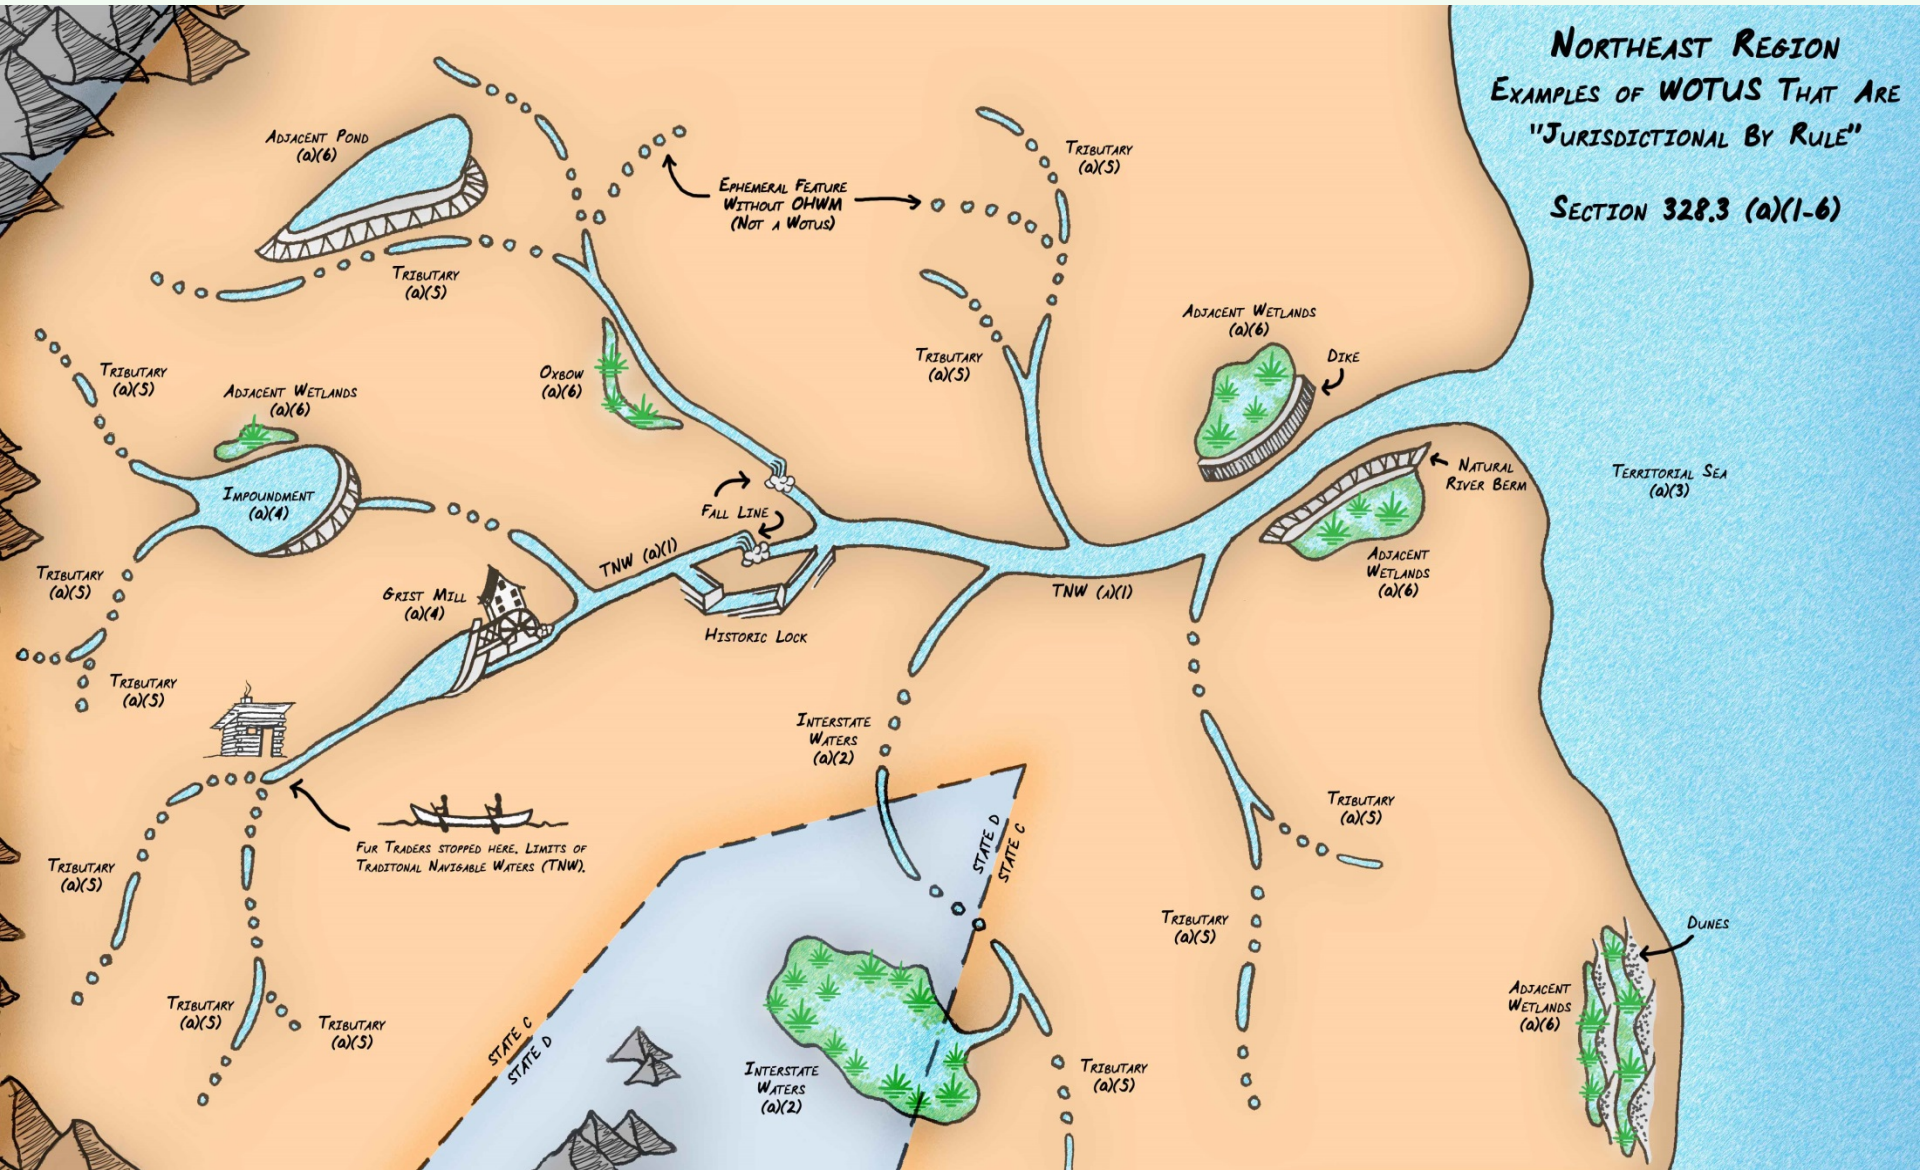 NORTHEAST REGION
EXAMPLES OF WOTUS THAT ARE
"JURISDICTIONAL BY RULE"
SECTION 328.3 (a)(1-6)
ADJACENT POND
(a)(6)
EPHEMERAL FEATURE
WITHOUT OHWM
(NOT A WOTUS)
TRIBUTARY
(a)(5)
TRIBUTARY
(a)(5)
ADJACENT WETLANDS
(a)(6)
DIKE
TRIBUTARY
(a)(5)
OXBOW
(a)(6)
TRIBUTARY
(a)(5)
ADJACENT WETLANDS
(a)(6)
IMPOUNDMENT
(a)(4)
FALL LINE
NATURAL
RIVER BERM
TERRITORIAL SEA
(a)(3)
TNW (a)(1)
ADJACENT
WETLANDS
(a)(6)
TRIBUTARY
(a)(5)
GRIST MILL
(a)(4)
TNW (a)(1)
HISTORIC LOCK
TRIBUTARY
(a)(5)
INTERSTATE
WATERS
(a)(2)
TRIBUTARY
(a)(5)
FUR TRADERS STOPPED HERE. LIMITS OF
TRADITONAL NAVIGABLE WATERS (TNW).
STATE D
STATE C
TRIBUTARY
(a)(5)
TRIBUTARY
(a)(5)
DUNES
ADJACENT
WETLANDS
(a)(6)
TRIBUTARY
(a)(5)
TRIBUTARY
(a)(5)
STATE C
STATE D
INTERSTATE
WATERS
(a)(2)
TRIBUTARY
(a)(5)